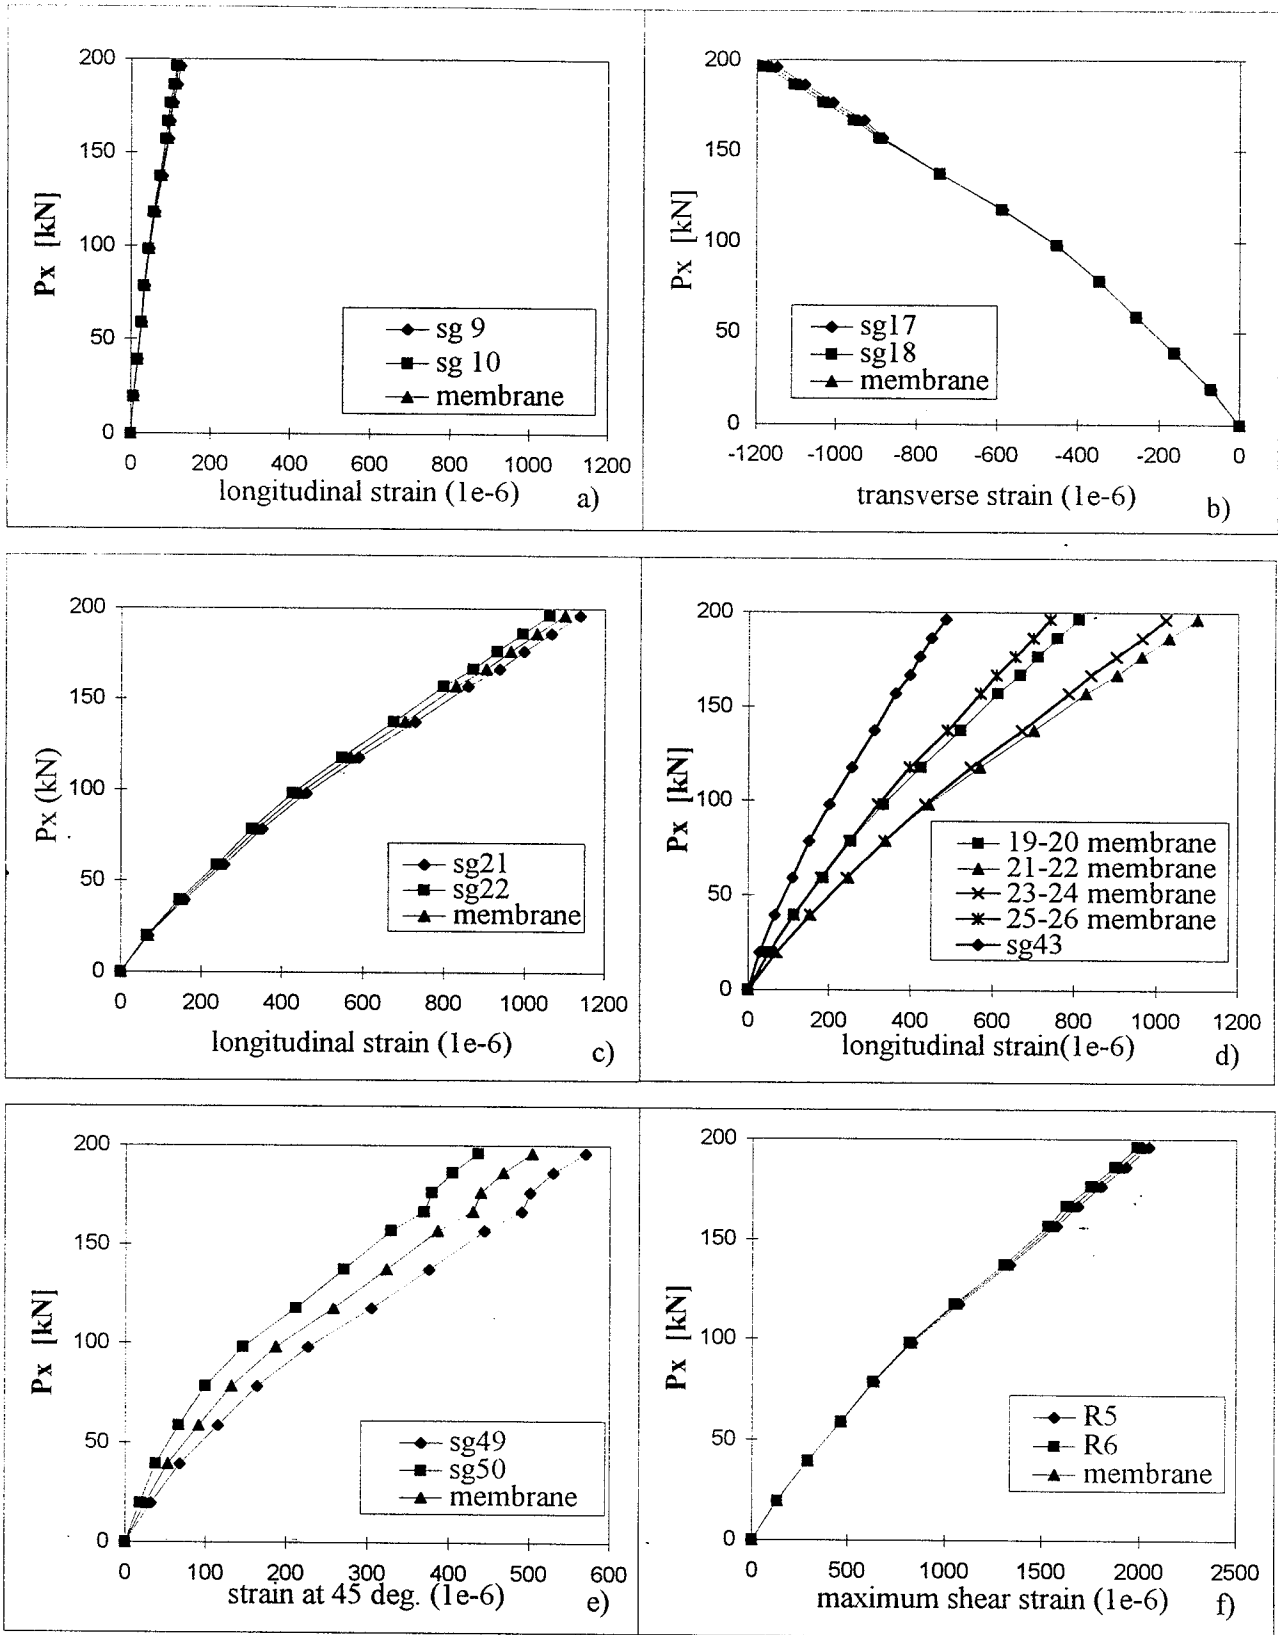 200
150
100
50
0
Px [kN]
sg 9
sg 10
membrane
0 200 400 600 800 1000 1200
longitudinal strain (1e-6)
a)
200
150
100
50
0
Px [kN]
sg17
sg18
membrane
-1200 -1000 -800 -600 -400 -200 0
transverse strain (1e-6)
b)
200
150
100
50
0
Px (kN)
sg21
sg22
membrane
0 200 400 600 800 1000 1200
longitudinal strain (1e-6)
c)
200
150
100
50
0
Px [kN]
19-20 membrane
21-22 membrane
23-24 membrane
25-26 membrane
sg43
0 200 400 600 800 1000 1200
longitudinal strain(1e-6)
d)
200
150
100
50
0
Px [kN]
sg49
sg50
membrane
0 100 200 300 400 500 600
strain at 45 deg. (1e-6)
e)
200
150
100
50
0
Px [kN]
R5
R6
membrane
0 500 1000 1500 2000 2500
maximum shear strain (1e-6)
f)